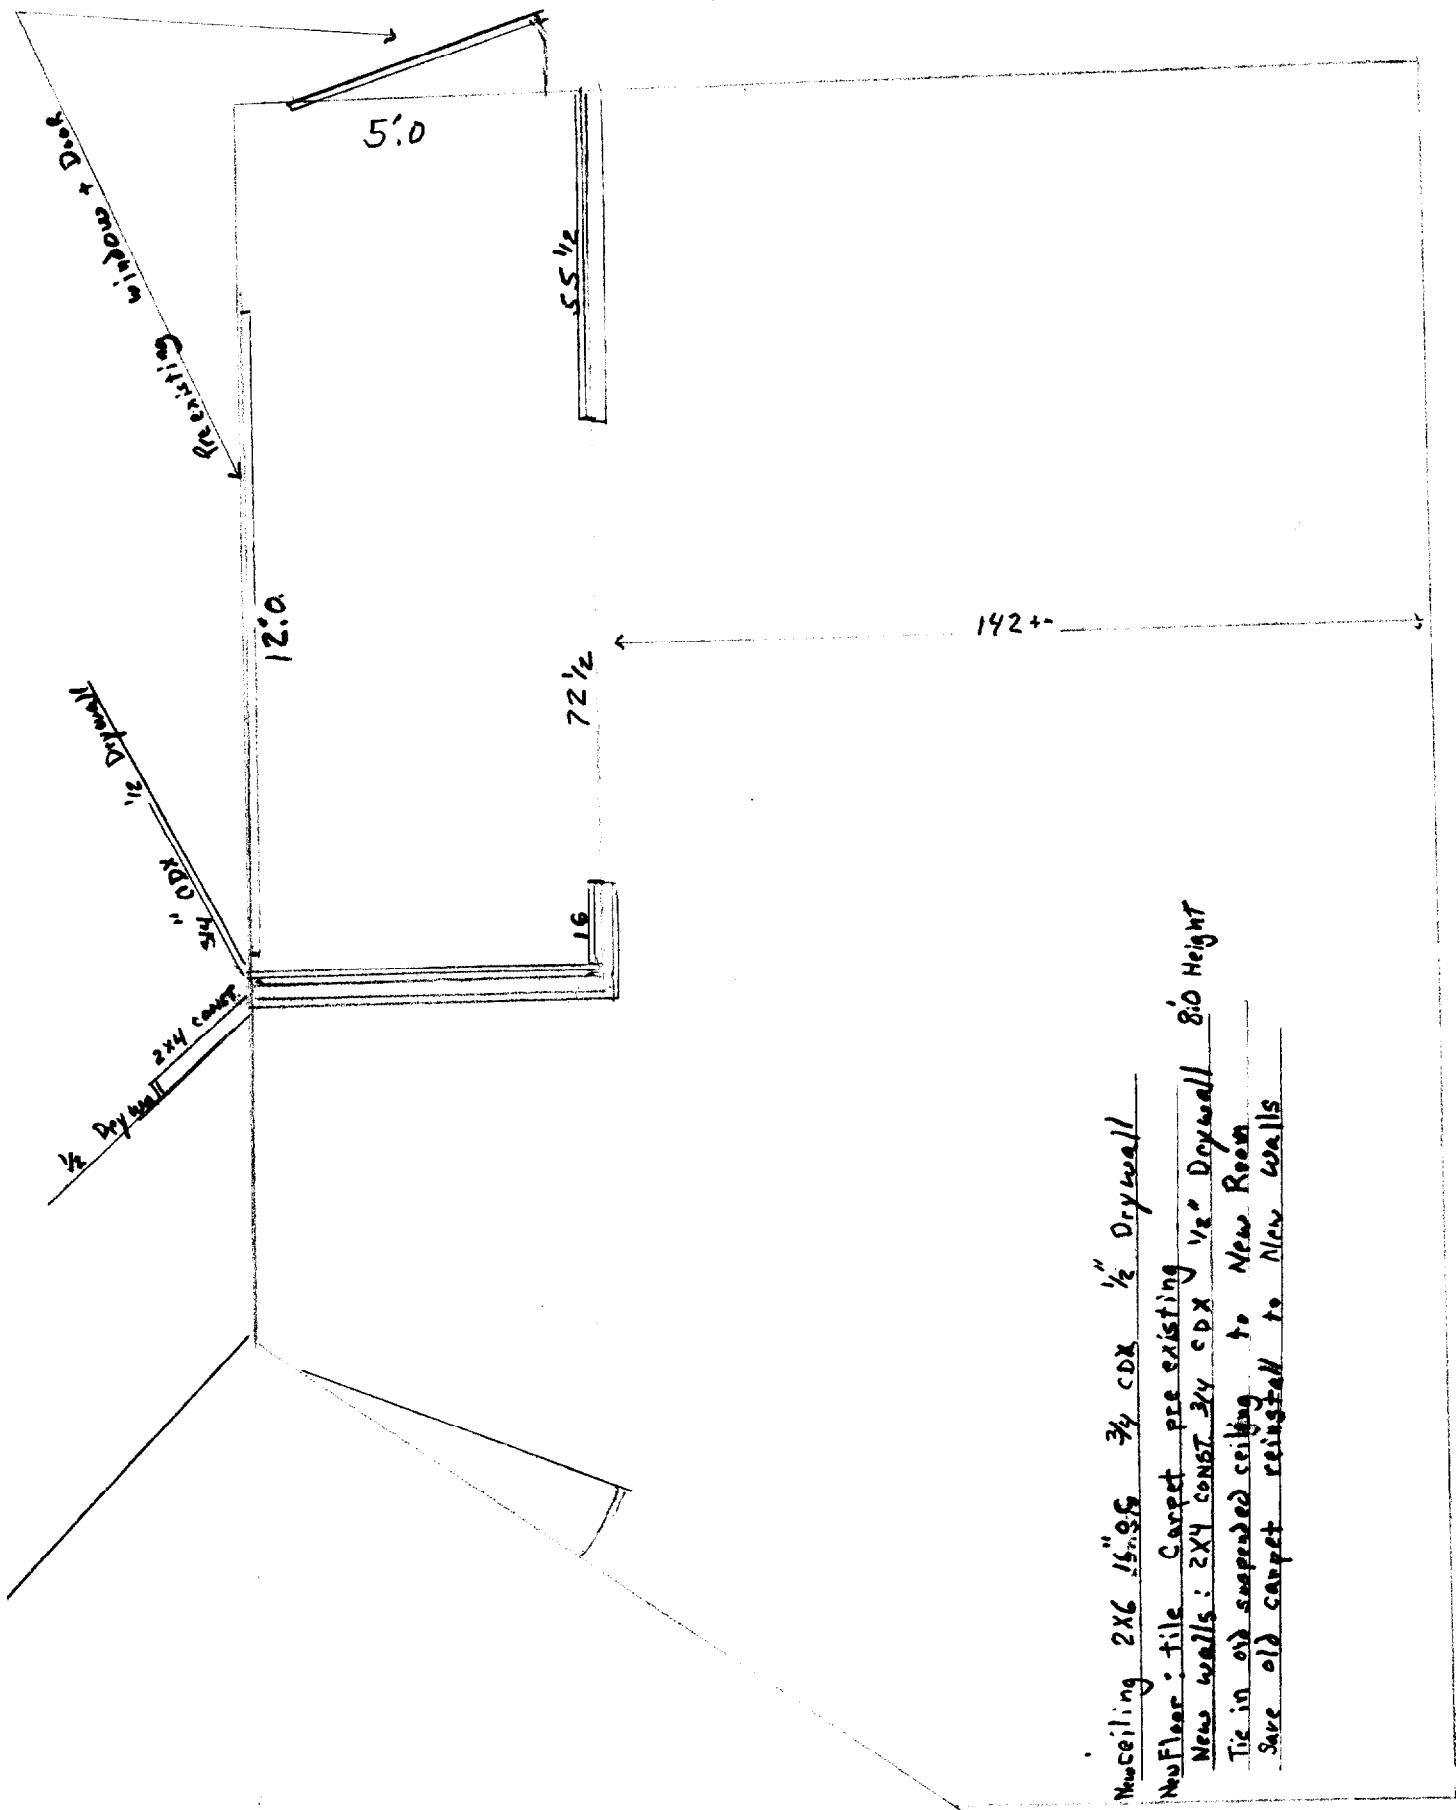 Preexisting window + Door
5'.0
55 1/2
12'.0
72 1/2
142 +-
16
1/2 Drywall
3/4" CDX
2x4 CONST.
1/2 Drywall
New ceiling 2x6 16" OC 3/4 CDX 1/2" Drywall
New Floor: tile Carpet pre existing
New walls: 2x4 CONST. 3/4 CDX 1/2" Drywall 8'.0 Height
Tie in old suspended ceiling to New Room
Save old carpet reinstall to New walls